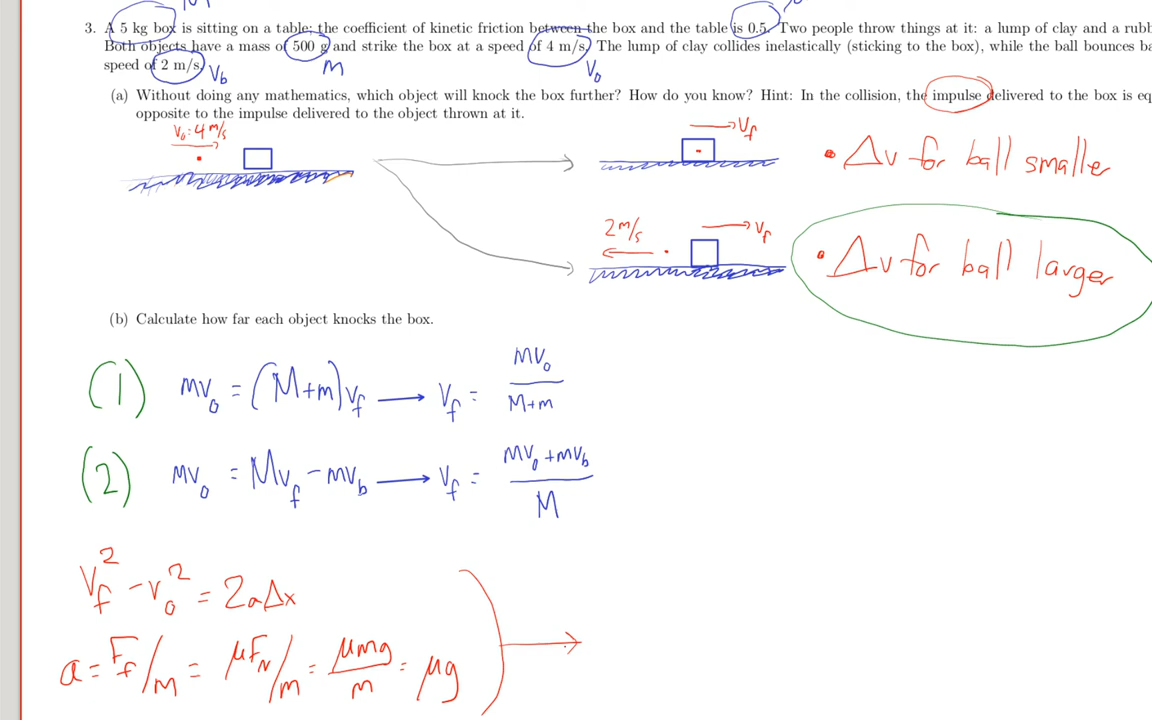 3. A 5 kg box is sitting on a table; the coefficient of kinetic friction between the box and the table is 0.5. Two people throw things at it: a lump of clay and a
Both objects have a mass of 500 g and strike the box at a speed of 4 m/s. The lump of clay collides inelastically (sticking to the box), while the ball bounces
speed of 2 m/s.
V_b
m
V_0
(a) Without doing any mathematics, which object will knock the box further? How do you know? Hint: In the collision, the impulse delivered to the box is
opposite to the impulse delivered to the object thrown at it.
V_0: 4 m/s
V_f
• Δv for ball smaller
2 m/s
V_f
• Δv for ball larger
(b) Calculate how far each object knocks the box.
(1) mv_0 = (M+m)v_f → v_f = mv_0 / M+m
(2) mv_0 = Mv_f - mv_b → v_f = mv_0 + mv_b / M
v_f^2 - v_0^2 = 2aΔx
a = F_f/m = μF_N/m = μmg/m = μg